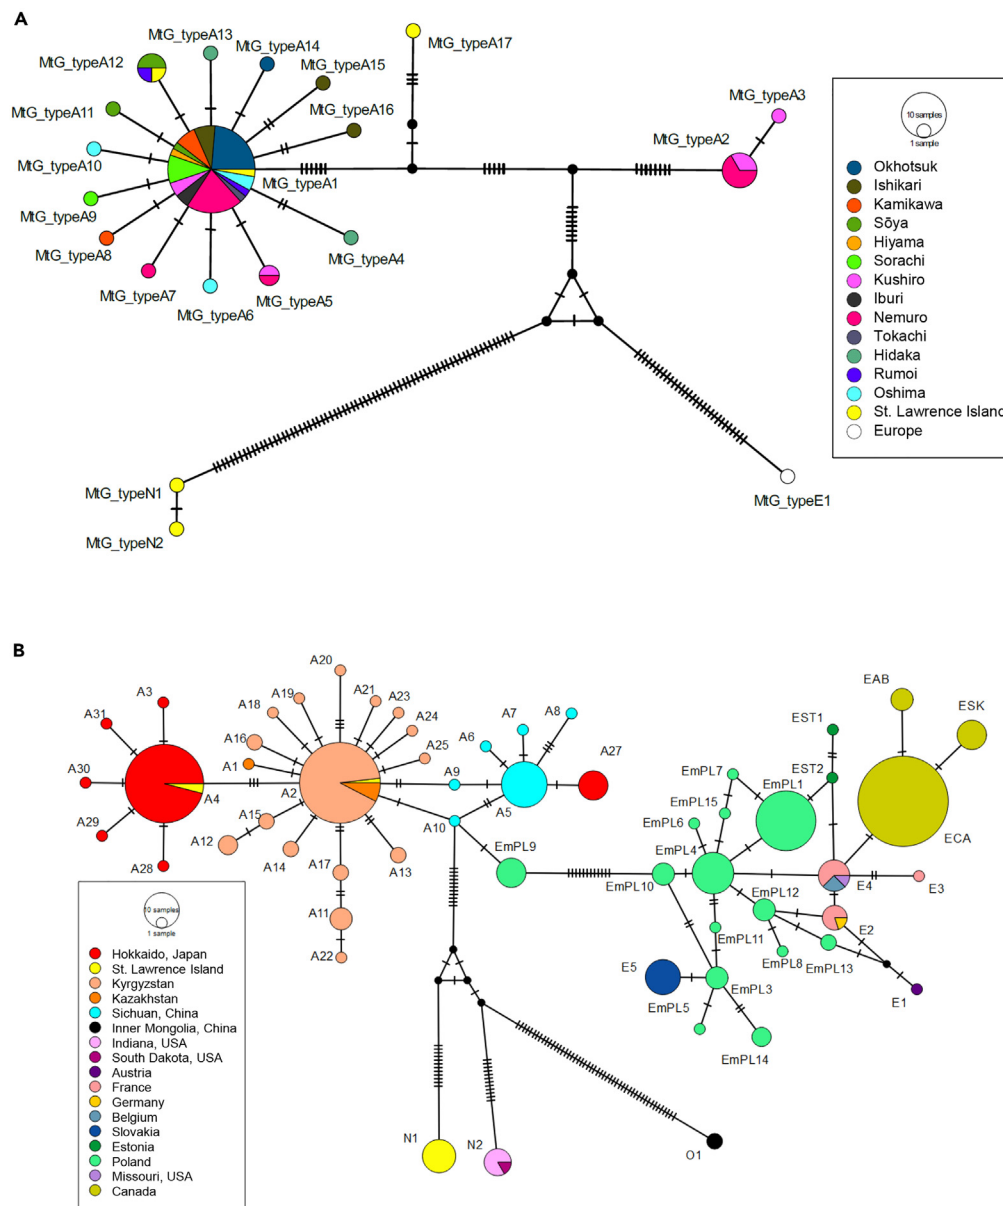 A
MtG_typeA13
MtG_typeA14
MtG_typeA12
MtG_typeA15
MtG_typeA17
MtG_typeA16
MtG_typeA11
MtG_typeA3
MtG_typeA2
MtG_typeA10
MtG_typeA1
MtG_typeA9
MtG_typeA8
MtG_typeA4
MtG_typeA7
MtG_typeA6
MtG_typeA5
MtG_typeN1
MtG_typeN2
MtG_typeE1
10 samples
1 sample
Okhotsuk
Ishikari
Kamikawa
Sōya
Hiyama
Sorachi
Kushiro
Iburi
Nemuro
Tokachi
Hidaka
Rumoi
Oshima
St. Lawrence Island
Europe
B
A3
A31
A30
A4
A29
A28
A20
A19
A21
A18
A23
A24
A16
A25
A1
A2
A15
A12
A14
A17
A13
A11
A22
A7
A8
A6
A27
A9
A5
A10
EmPL9
EmPL7
EmPL1
EmPL15
EmPL6
EmPL4
EmPL10
EmPL12
EmPL11
EmPL8
EmPL13
E5
EmPL5
EmPL3
EmPL14
EST1
EST2
EAB
ESK
ECA
E4
E3
E2
E1
N1
N2
O1
10 samples
1 sample
Hokkaido, Japan
St. Lawrence Island
Kyrgyzstan
Kazakhstan
Sichuan, China
Inner Mongolia, China
Indiana, USA
South Dakota, USA
Austria
France
Germany
Belgium
Slovakia
Estonia
Poland
Missouri, USA
Canada